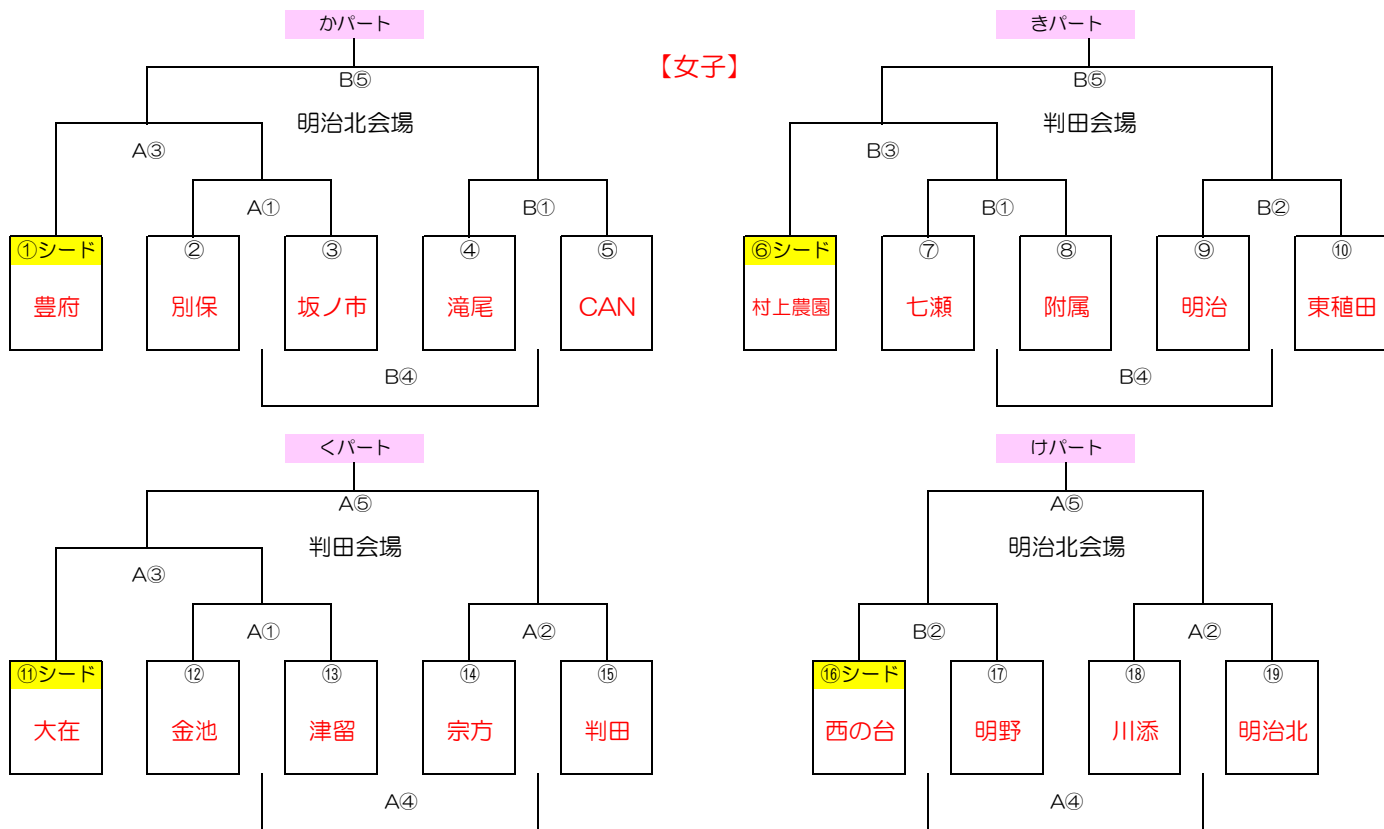 かパート
きパート
【女子】
B⑤
B⑤
明治北会場
判田会場
A③
B③
A①
B①
B①
B②
①シード
②
③
④
⑤
⑥シード
⑦
⑧
⑨
⑩
豊府
別保
坂ノ市
滝尾
CAN
村上農園
七瀬
附属
明治
東稙田
B④
B④
くパート
けパート
A⑤
A⑤
判田会場
明治北会場
A③
A①
A②
B②
A②
⑪シード
⑫
⑬
⑭
⑮
⑯シード
⑰
⑱
⑲
大在
金池
津留
宗方
判田
西の台
明野
川添
明治北
A④
A④